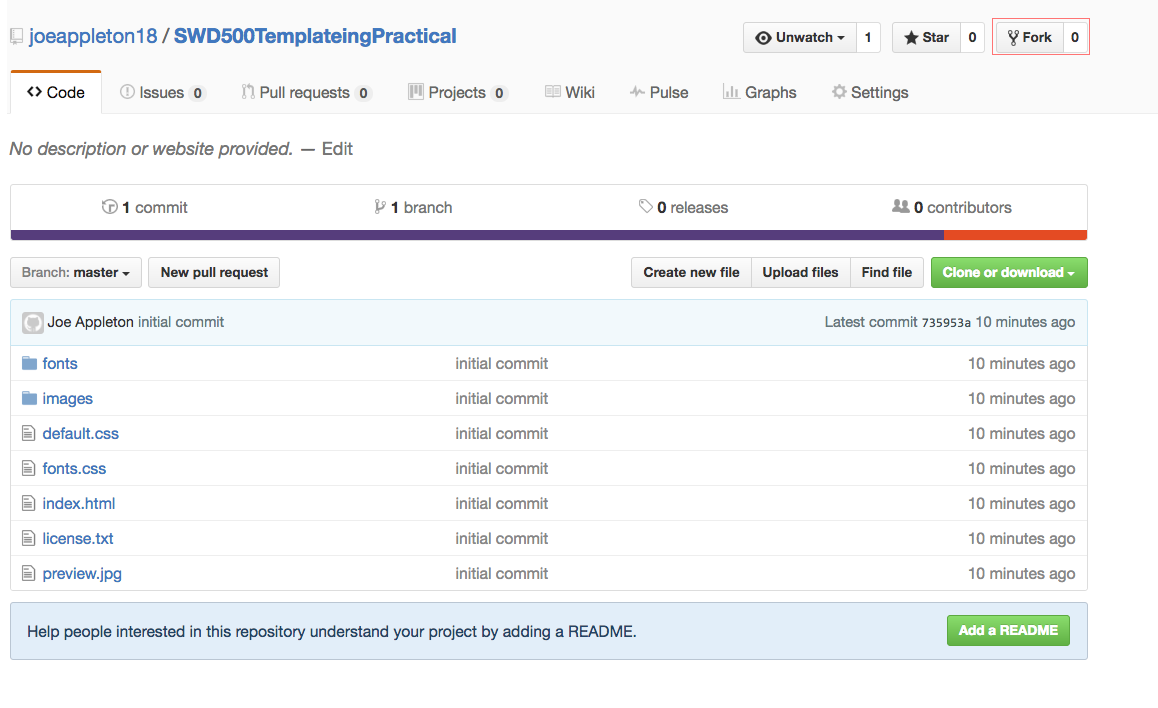 joeappleton18 / SWD500TemplateingPractical Unwatch 1 Star 0 Fork 0
Code Issues 0 Pull requests 0 Projects 0 Wiki Pulse Graphs Settings
No description or website provided. — Edit
1 commit 1 branch 0 releases 0 contributors
Branch: master New pull request Create new file Upload files Find file Clone or download
Joe Appleton initial commit Latest commit 735953a 10 minutes ago
fonts initial commit 10 minutes ago
images initial commit 10 minutes ago
default.css initial commit 10 minutes ago
fonts.css initial commit 10 minutes ago
index.html initial commit 10 minutes ago
license.txt initial commit 10 minutes ago
preview.jpg initial commit 10 minutes ago
Help people interested in this repository understand your project by adding a README. Add a README